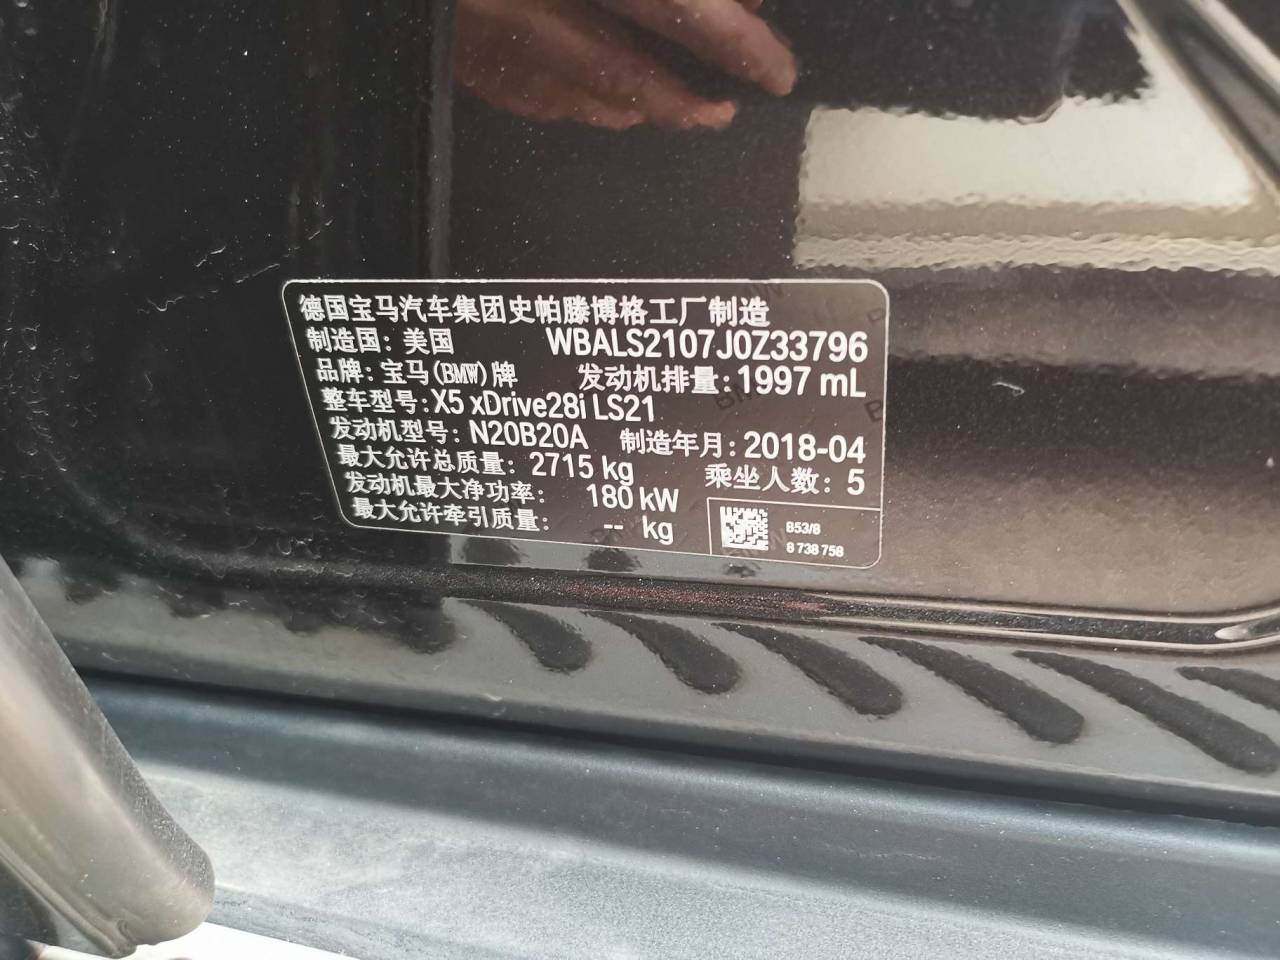 德国宝马汽车集团史帕滕博格工厂制造
制造国: 美国 WBALS2107J0Z33796
品牌: 宝马(BMW)牌 发动机排量: 1997 mL
整车型号: X5 xDrive28i LS21
发动机型号: N20B20A 制造年月: 2018-04
最大允许总质量: 2715 kg 乘坐人数: 5
发动机最大净功率: 180 kW
最大允许牵引质量: -- kg
B53/8
8 738 758